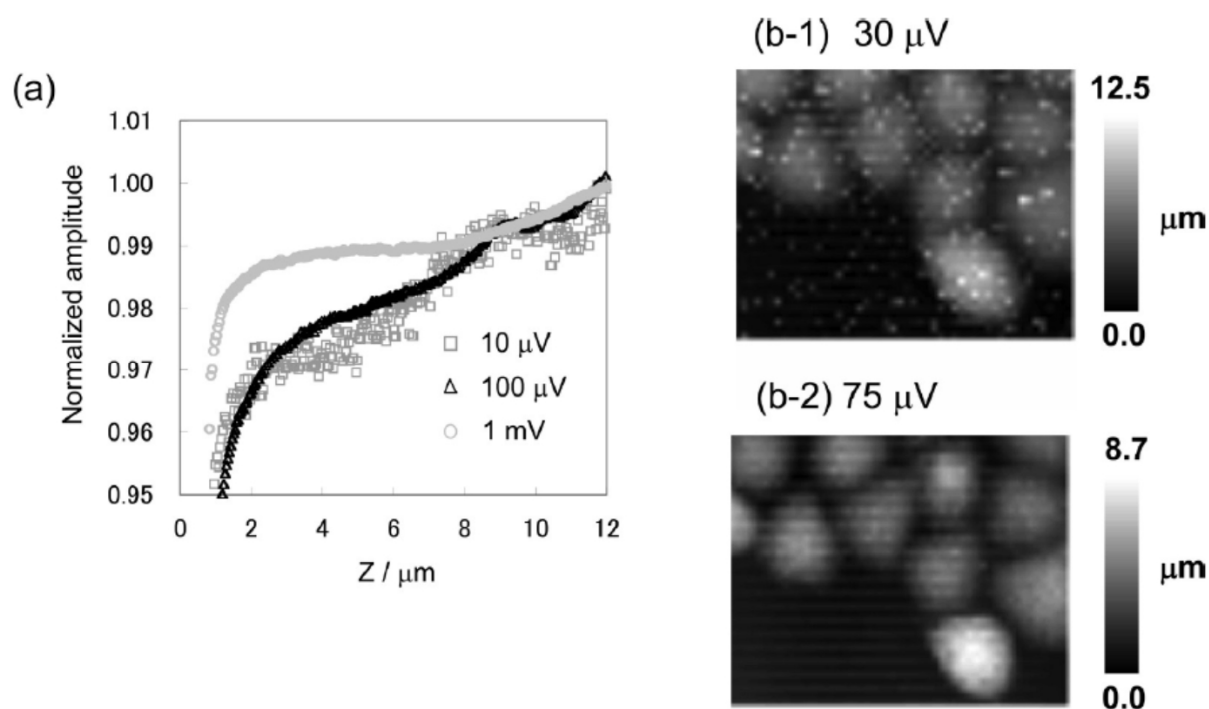 (a)
Normalized amplitude
1.01
1.00
0.99
0.98
0.97
0.96
0.95
0 2 4 6 8 10 12
Z / μm
10 μV
100 μV
1 mV
(b-1) 30 μV
12.5
μm
0.0
(b-2) 75 μV
8.7
μm
0.0